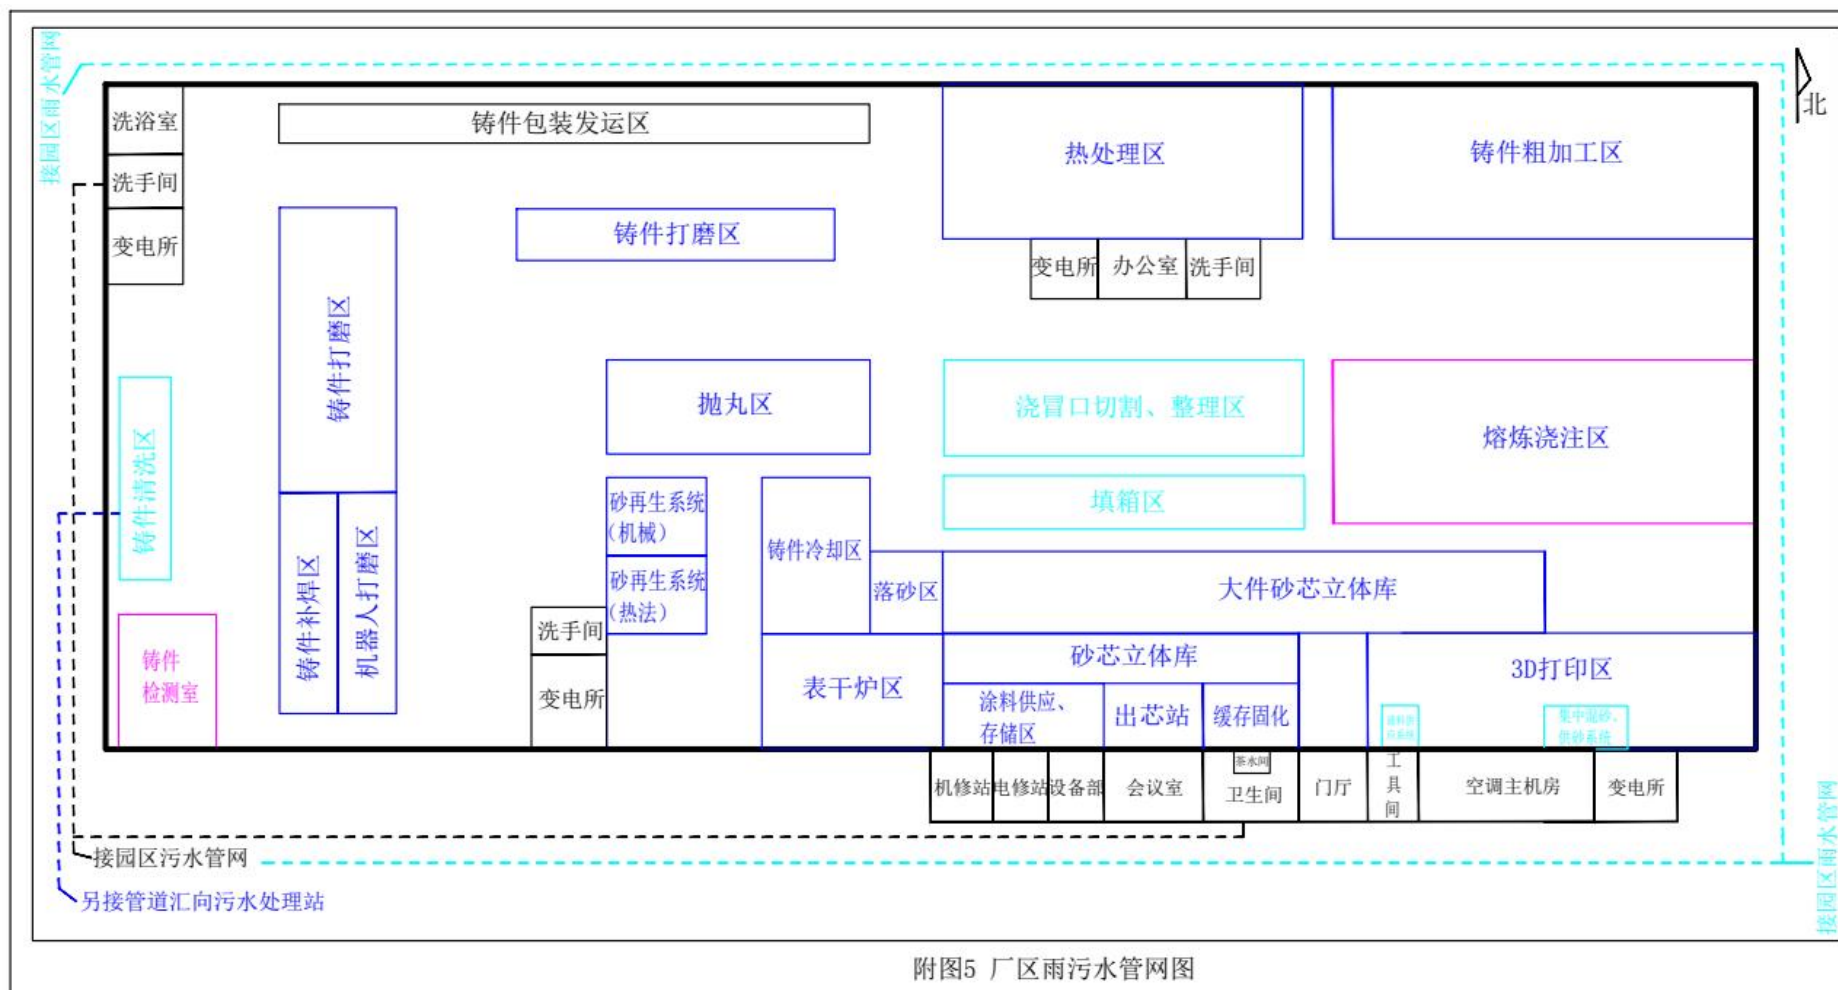 接园区雨水管网
北
洗浴室
铸件包装发运区
热处理区
铸件粗加工区
洗手间
变电所
铸件打磨区
变电所
办公室
洗手间
铸件打磨区
抛丸区
浇冒口切割、整理区
熔炼浇注区
铸件清洗区
砂再生系统
(机械)
填箱区
铸件冷却区
砂再生系统
(热法)
落砂区
大件砂芯立体库
铸件补焊区
机器人打磨区
洗手间
铸件
检测室
变电所
表干炉区
砂芯立体库
3D打印区
涂料供应、
存储区
出芯站
缓存固化
集中混砂、
供砂系统
机修站
电修站
设备部
会议室
茶水间
卫生间
门厅
工
具
间
空调主机房
变电所
接园区雨水管网
接园区污水管网
另接管道汇向污水处理站
附图5 厂区雨污水管网图